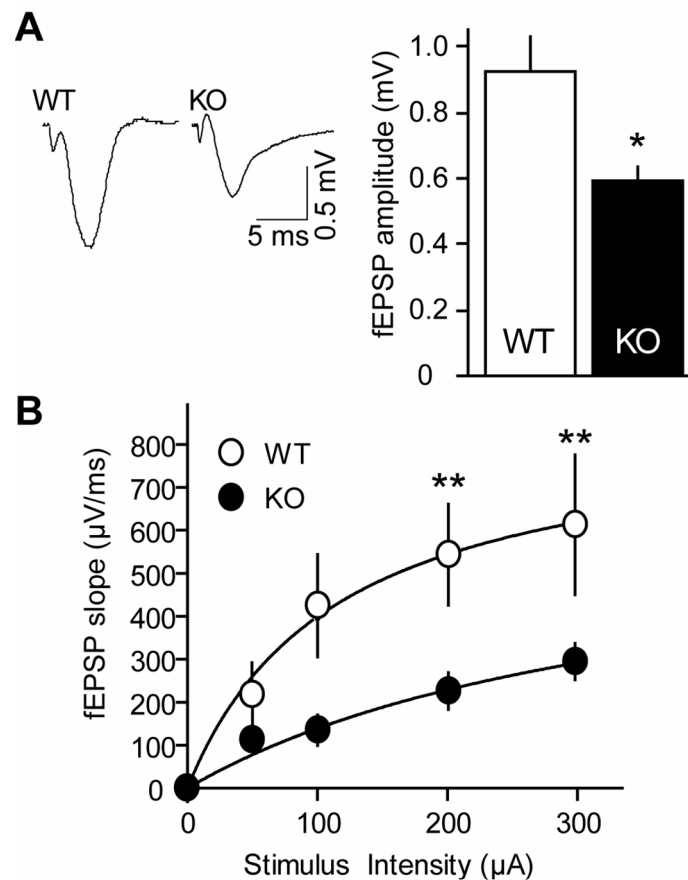 A
WT
KO
5 ms
0.5 mV
fEPSP amplitude (mV)
1.0
0.8
0.6
0.4
0.2
0
*
WT
KO
B
fEPSP slope (µV/ms)
800
700
600
500
400
300
200
100
0
WT
KO
**
**
0 100 200 300
Stimulus Intensity (µA)